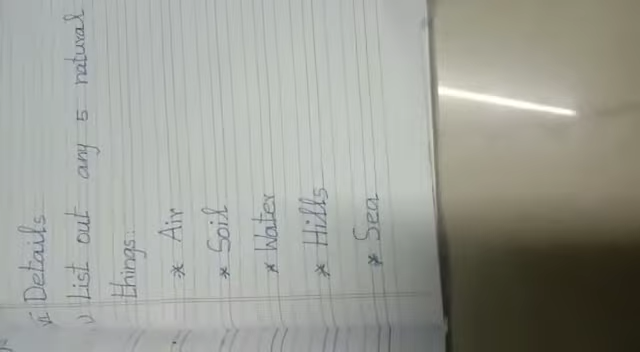 Details
1) List out any 5 natural
things:
* Air
* Soil
* Water
* Hills
* Sea